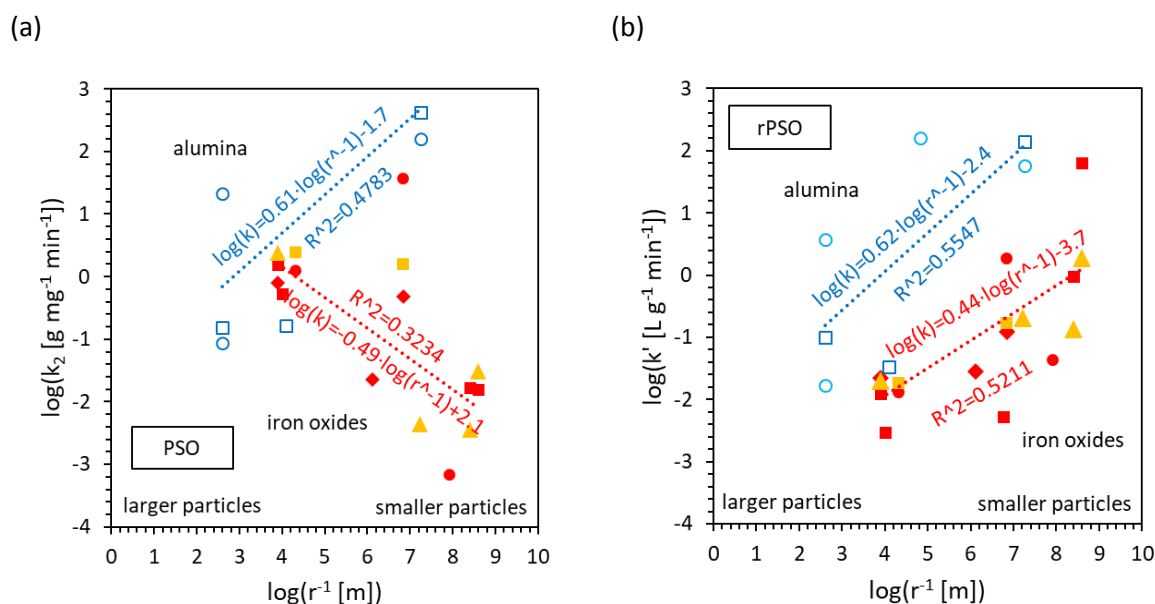 (a)
(b)
3
2
1
0
-1
-2
-3
-4
log(k₂ [g mg⁻¹ min⁻¹])
alumina
log(k)=0.61·log(r^-1)-1.7
R^2=0.4783
R^2=0.3234
log(k)=-0.49·log(r^-1)+2.1
iron oxides
PSO
larger particles
smaller particles
0 1 2 3 4 5 6 7 8 9 10
log(r⁻¹ [m])
3
2
1
0
-1
-2
-3
-4
log(k' [L g⁻¹ min⁻¹])
rPSO
alumina
log(k)=0.62·log(r^-1)-2.4
R^2=0.5547
log(k)=0.44·log(r^-1)-3.7
R^2=0.5211
iron oxides
larger particles
smaller particles
0 1 2 3 4 5 6 7 8 9 10
log(r⁻¹ [m])